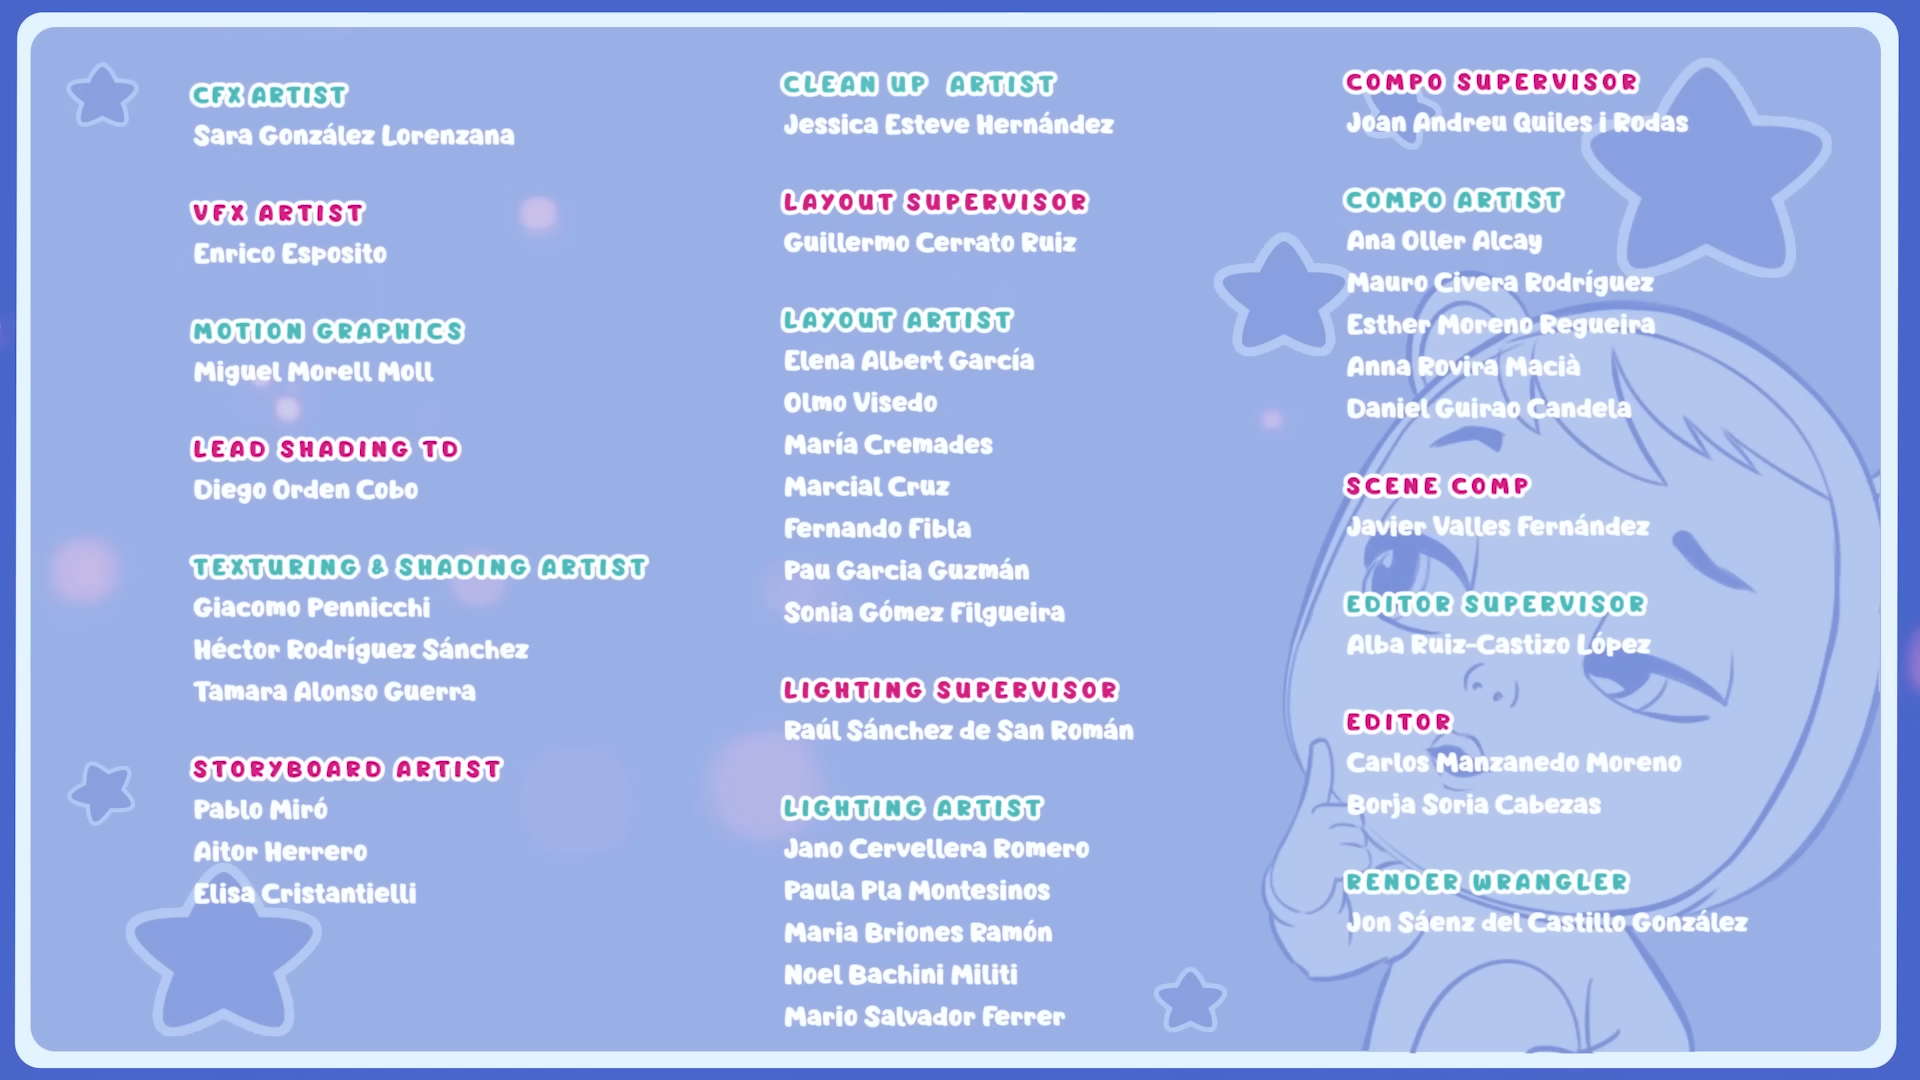 CFX ARTIST
Sara González Lorenzana
VFX ARTIST
Enrico Esposito
MOTION GRAPHICS
Miguel Morell Moll
LEAD SHADING TD
Diego Orden Cobo
TEXTURING & SHADING ARTIST
Giacomo Pennicchi
Héctor Rodríguez Sánchez
Tamara Alonso Guerra
STORYBOARD ARTIST
Pablo Miró
Aitor Herrero
Elisa Cristantielli
CLEAN UP ARTIST
Jessica Esteve Hernández
LAYOUT SUPERVISOR
Guillermo Cerrato Ruiz
LAYOUT ARTIST
Elena Albert García
Olmo Visedo
María Cremades
Marcial Cruz
Fernando Fibla
Pau Garcia Guzmán
Sonia Gómez Filgueira
LIGHTING SUPERVISOR
Raúl Sánchez de San Román
LIGHTING ARTIST
Jano Cervellera Romero
Paula Pla Montesinos
Maria Briones Ramón
Noel Bachini Militi
Mario Salvador Ferrer
COMPO SUPERVISOR
Joan Andreu Quiles i Rodas
COMPO ARTIST
Ana Oller Alcay
Mauro Civera Rodríguez
Esther Moreno Regueira
Anna Rovira Macià
Daniel Guirao Candela
SCENE COMP
Javier Valles Fernández
EDITOR SUPERVISOR
Alba Ruiz-Castizo López
EDITOR
Carlos Manzanedo Moreno
Borja Soria Cabezas
RENDER WRANGLER
Jon Sáenz del Castillo González